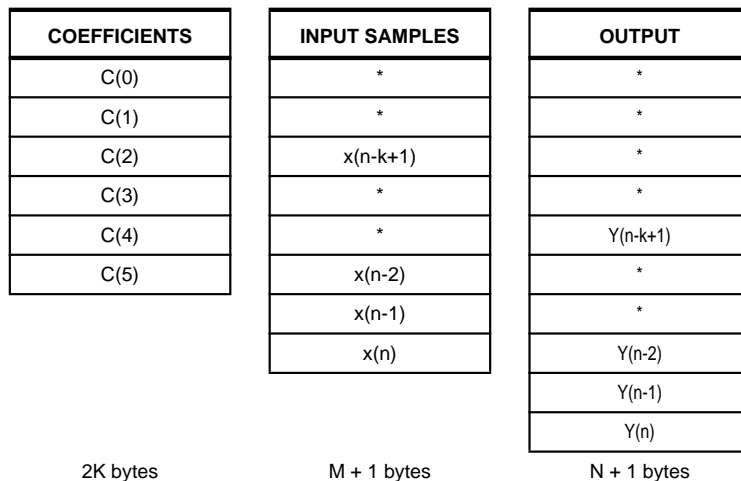 COEFFICIENTS INPUT SAMPLES OUTPUT
C(0) * *
C(1) * *
C(2) x(n-k+1) *
C(3) * *
C(4) * Y(n-k+1)
C(5) x(n-2) *
x(n-1) *
x(n) Y(n-2)
Y(n-1)
Y(n)
2K bytes M + 1 bytes N + 1 bytes